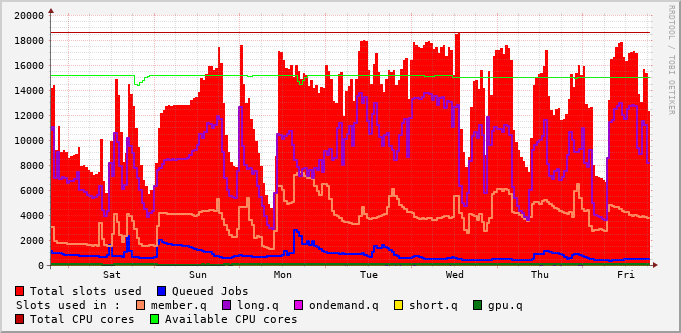 RRDTOOL / TOBI OETIKER
20000
18000
16000
14000
12000
10000
8000
6000
4000
2000
0
Sat Sun Mon Tue Wed Thu Fri
Total slots used Queued Jobs
Slots used in : member.q long.q ondemand.q short.q gpu.q
Total CPU cores Available CPU cores